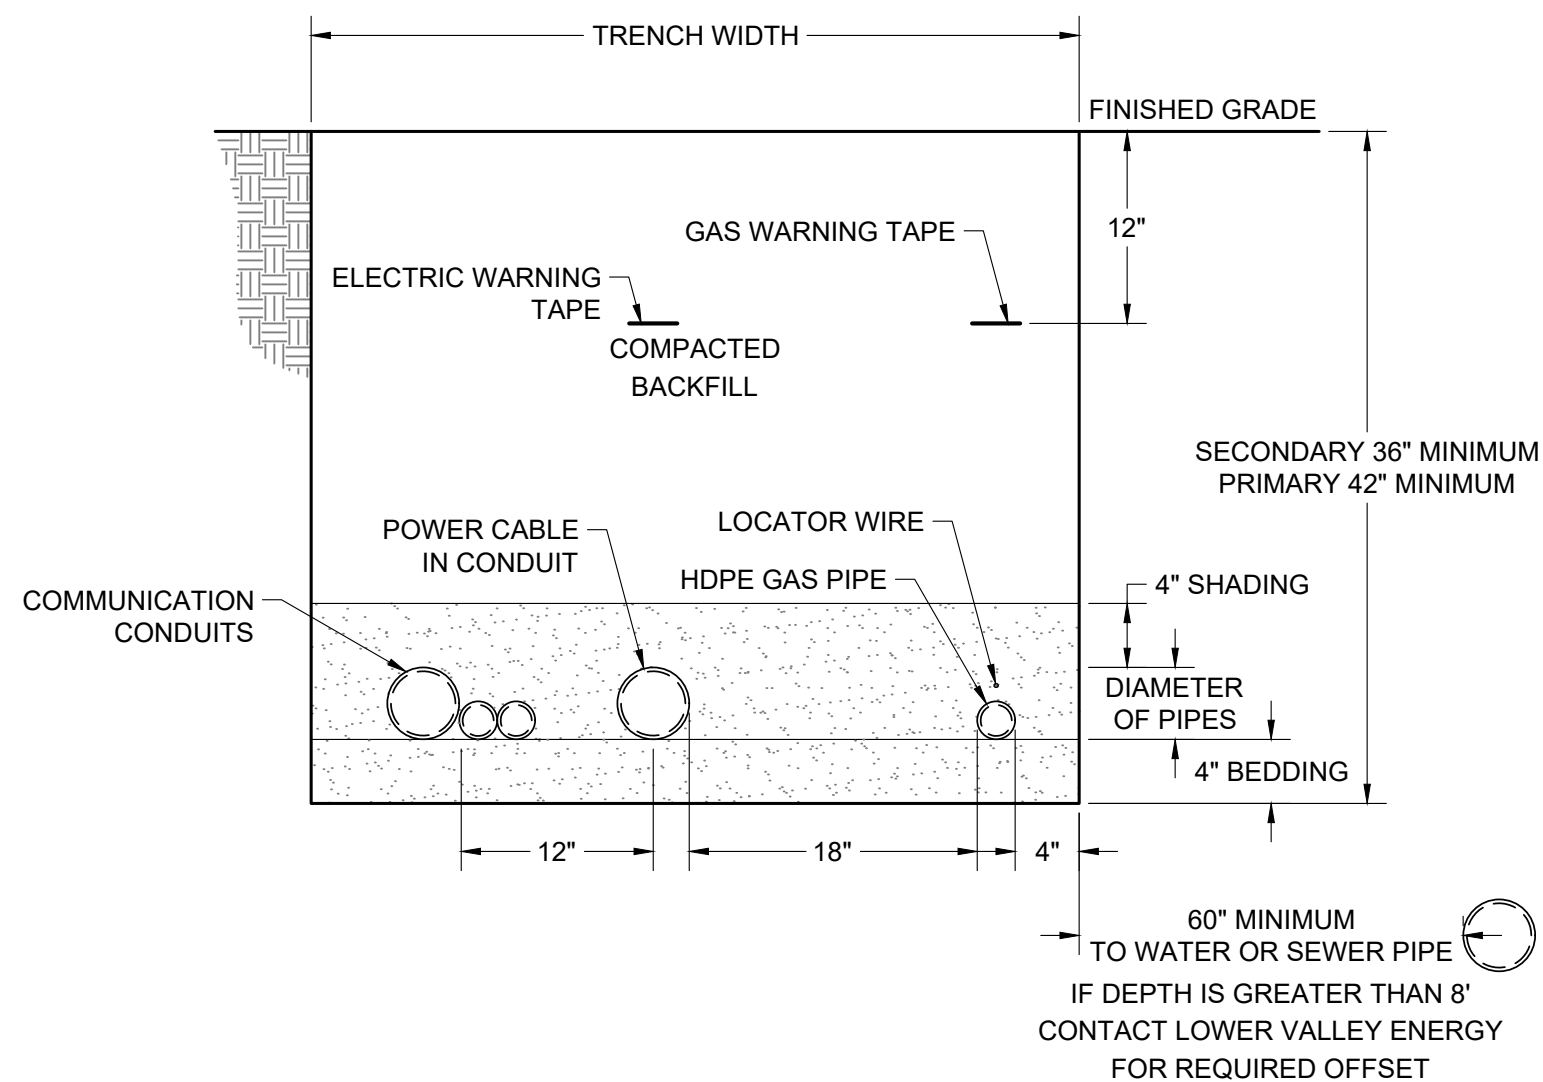 TRENCH WIDTH
FINISHED GRADE
12"
GAS WARNING TAPE
ELECTRIC WARNING
TAPE
COMPACTED
BACKFILL
SECONDARY 36" MINIMUM
PRIMARY 42" MINIMUM
POWER CABLE
IN CONDUIT
LOCATOR WIRE
HDPE GAS PIPE
4" SHADING
COMMUNICATION
CONDUITS
DIAMETER
OF PIPES
4" BEDDING
12"
18"
4"
60" MINIMUM
TO WATER OR SEWER PIPE
IF DEPTH IS GREATER THAN 8'
CONTACT LOWER VALLEY ENERGY
FOR REQUIRED OFFSET